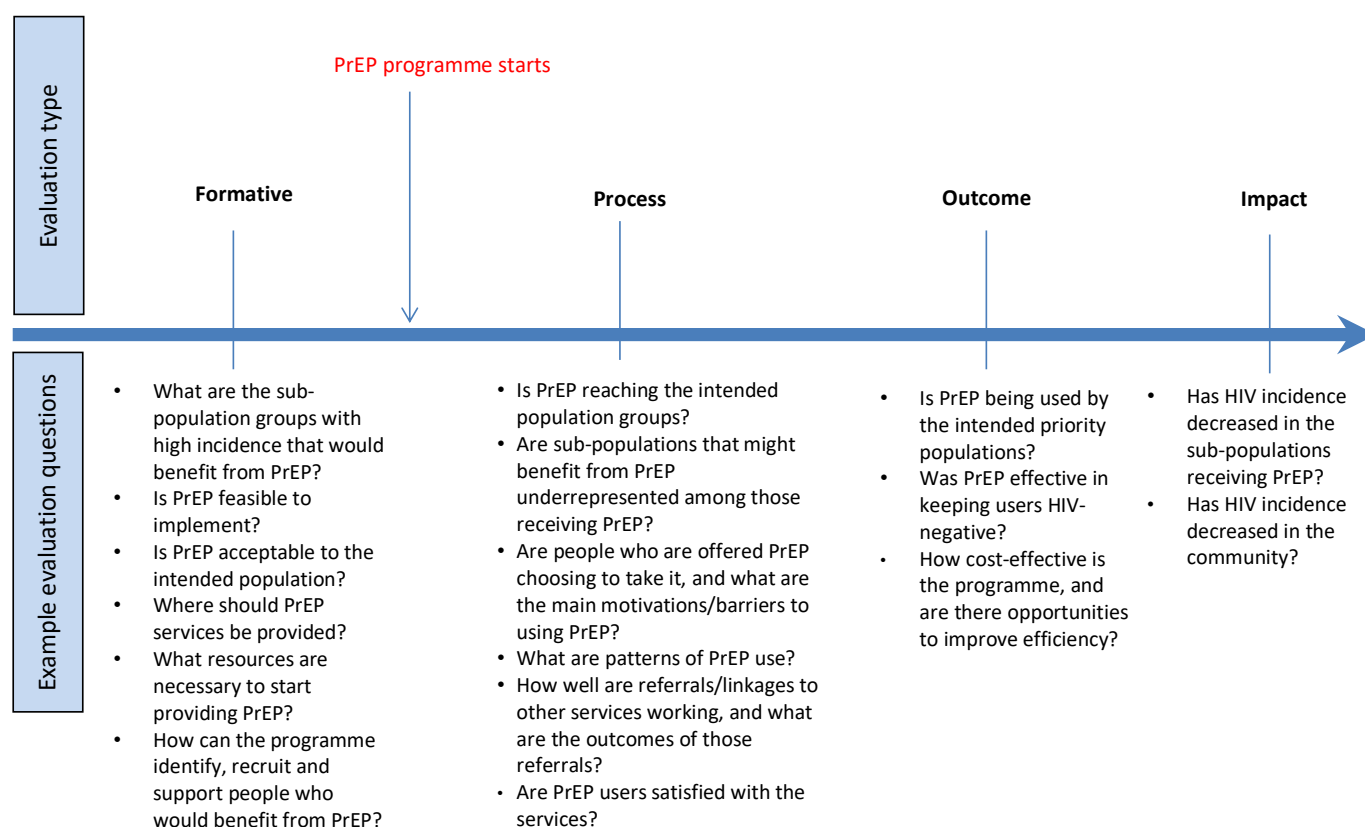 PrEP programme starts
Evaluation type
Formative
Process
Outcome
Impact
Example evaluation questions
• What are the sub-
population groups with
high incidence that would
benefit from PrEP?
• Is PrEP feasible to
implement?
• Is PrEP acceptable to the
intended population?
• Where should PrEP
services be provided?
• What resources are
necessary to start
providing PrEP?
• How can the programme
identify, recruit and
support people who
would benefit from PrEP?
• Is PrEP reaching the intended
population groups?
• Are sub-populations that might
benefit from PrEP
underrepresented among those
receiving PrEP?
• Are people who are offered PrEP
choosing to take it, and what are
the main motivations/barriers to
using PrEP?
• What are patterns of PrEP use?
• How well are referrals/linkages to
other services working, and what
are the outcomes of those
referrals?
• Are PrEP users satisfied with the
services?
• Is PrEP being used by
the intended priority
populations?
• Was PrEP effective in
keeping users HIV-
negative?
• How cost-effective is
the programme, and
are there opportunities
to improve efficiency?
• Has HIV incidence
decreased in the
sub-populations
receiving PrEP?
• Has HIV incidence
decreased in the
community?